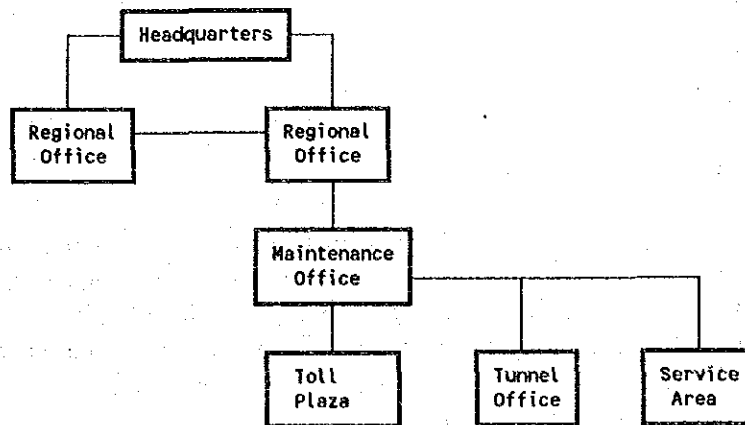 Headquarters
Regional
Office
Regional
Office
Maintenance
Office
Toll
Plaza
Tunnel
Office
Service
Area